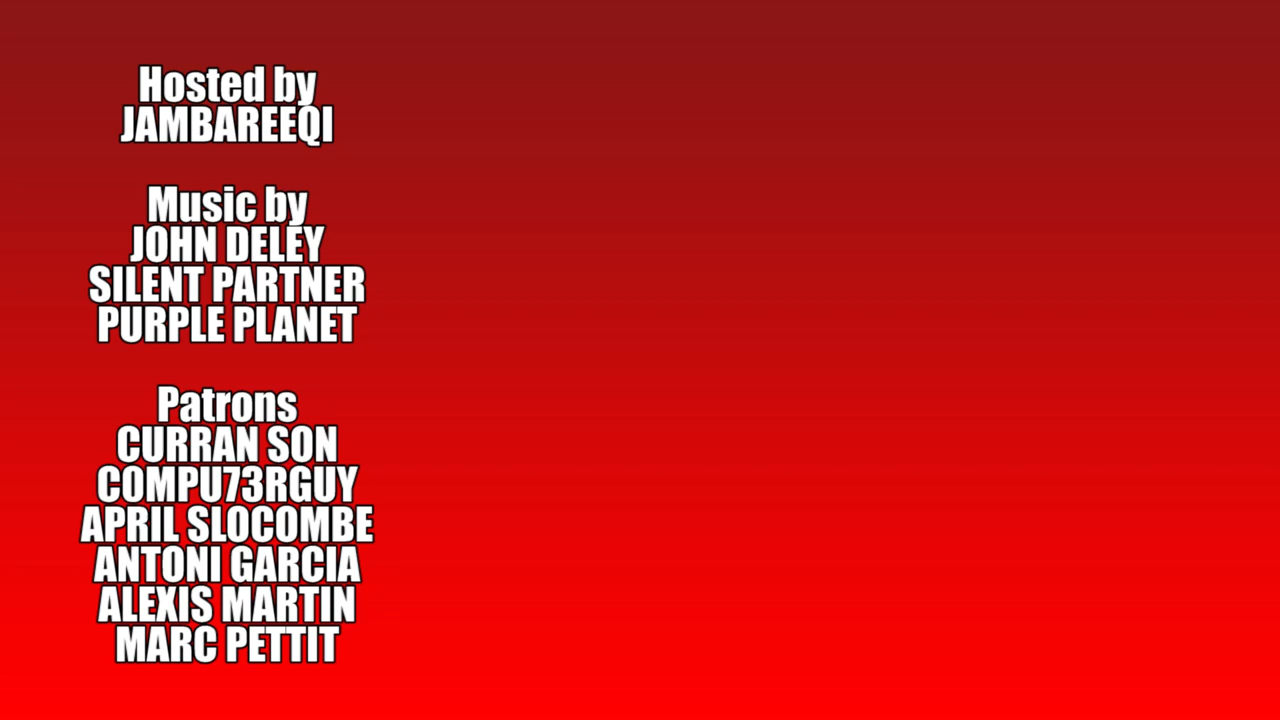 Hosted by
JAMBAREEQI
Music by
JOHN DELEY
SILENT PARTNER
PURPLE PLANET
Patrons
CURRAN SON
COMPU73RGUY
APRIL SLOCOMBE
ANTONI GARCIA
ALEXIS MARTIN
MARC PETTIT